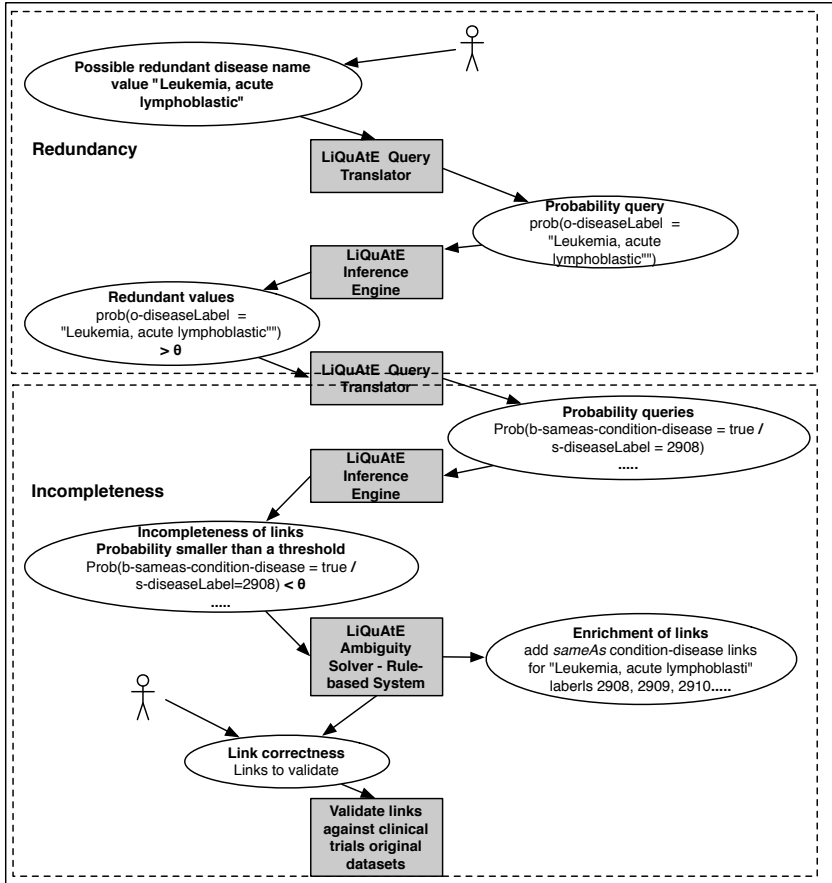 Possible redundant disease name
value "Leukemia, acute
lymphoblastic"
Redundancy
LiQuAtE Query
Translator
Probability query
prob(o-diseaseLabel =
"Leukemia, acute
lymphoblastic"")
LiQuAtE
Inference
Engine
Redundant values
prob(o-diseaseLabel =
"Leukemia, acute lymphoblastic"")
> θ
LiQuAtE Query
Translator
Probability queries
Prob(b-sameas-condition-disease = true /
s-diseaseLabel = 2908)
.....
LiQuAtE
Inference
Engine
Incompleteness
Incompleteness of links
Probability smaller than a threshold
Prob(b-sameas-condition-disease = true /
s-diseaseLabel=2908) < θ
.....
LiQuAtE
Ambiguity
Solver - Rule-
based System
Enrichment of links
add sameAs condition-disease links
for "Leukemia, acute lymphoblasti"
laberls 2908, 2909, 2910.....
Link correctness
Links to validate
Validate links
against clinical
trials original
datasets